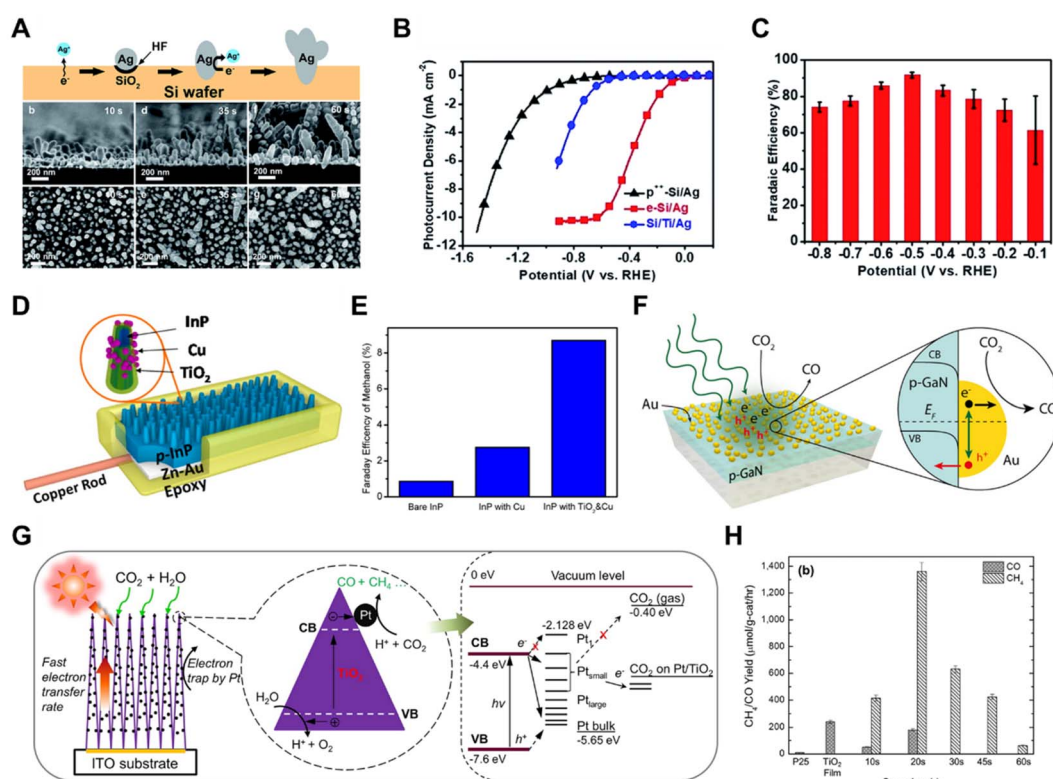 A
Ag⁺
HF
Ag
Ag
Ag⁺
Ag
e⁻
SiO₂
e⁻
Si wafer
b
10 s
d
35 s
f
60 s
200 nm
200 nm
200 nm
c
e
g
200 nm
200 nm
B
Photocurrent Density (mA cm⁻²)
0
-2
-4
-6
-8
-10
-12
p⁺⁺-Si/Ag
e-Si/Ag
Si/Ti/Ag
-1.6
-1.2
-0.8
-0.4
0.0
Potential (V vs. RHE)
C
Faradaic Efficiency (%)
100
80
60
40
20
0
-0.8
-0.7
-0.6
-0.5
-0.4
-0.3
-0.2
-0.1
Potential (V vs. RHE)
D
InP
Cu
TiO₂
p-InP
Zn-Au
Epoxy
Copper Rod
E
Faraday Efficency of Methanol (%)
8
6
4
2
0
Bare InP
InP with Cu
InP with TiO₂&Cu
F
CO₂
CO
Au
e⁻
e⁻
e⁻
h⁺
h⁺
h⁺
p-GaN
CB
p-GaN
E_F
VB
CO₂
e⁻
CO
h⁺
Au
G
CO₂ + H₂O
Fast
electron
transfer
rate
Electron
trap by Pt
ITO substrate
CO + CH₄ ...
Pt
CB
H⁺ + CO₂
TiO₂
H₂O
VB
H⁺ + O₂
0 eV
Vacuum level
CO₂ (gas)
-0.40 eV
-2.128 eV
CB
e⁻
X
X
Pt₁
-4.4 eV
Pt_small
e⁻
CO₂ on Pt/TiO₂
hν
Pt_large
h⁺
Pt bulk
VB
-5.65 eV
-7.6 eV
H
(b)
CO
CH₄
CH₄/CO Yield (μmol/g-cat/hr)
1,400
1,200
1,000
800
600
400
200
0
P25
TiO₂
Film
10s
20s
30s
45s
60s